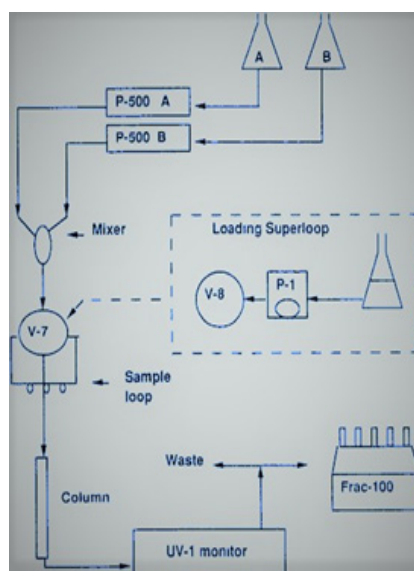 A
B
P-500 A
P-500 B
Mixer
Loading Superloop
V-8
P-1
V-7
Sample
loop
Waste
Frac-100
Column
UV-1 monitor